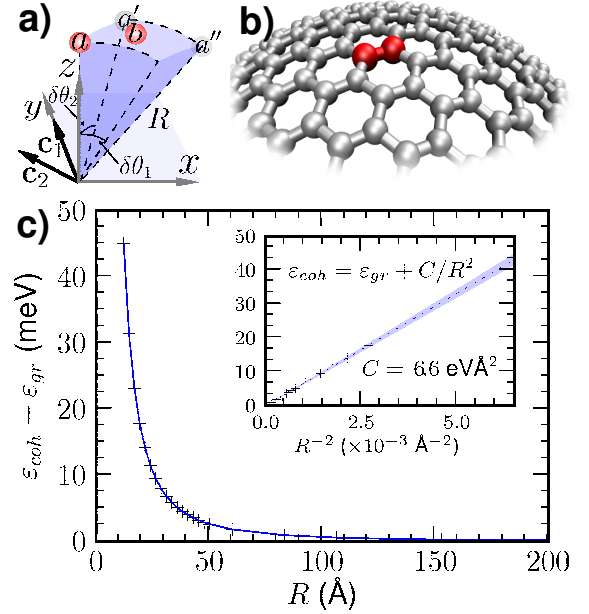 a)
a
a'
b
a''
z
δθ₂
y
c₁
R
c₂
δθ₁
x
b)
c)
50
40
30
20
10
0
ε_coh − ε_gr (meV)
0
50
100
150
200
R (Å)
50
40
30
20
10
0
ε_coh = ε_gr + C/R²
C = 6.6 eVÅ²
0.0
2.5
5.0
R⁻² (×10⁻³ Å⁻²)